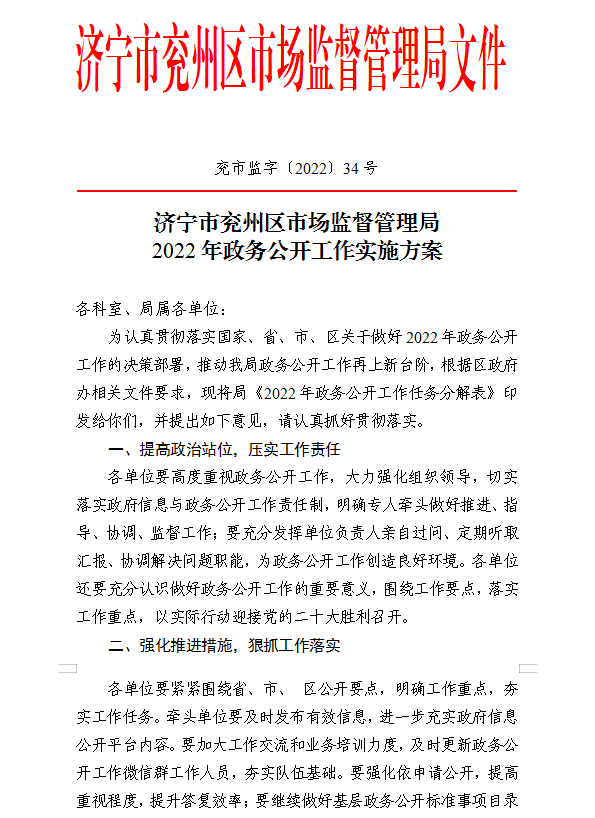 济宁市兖州区市场监督管理局文件
兖市监字〔2022〕34 号
济宁市兖州区市场监督管理局
2022 年政务公开工作实施方案
各科室、局属各单位：
为认真贯彻落实国家、省、市、区关于做好 2022 年政务公开
工作的决策部署，推动我局政务公开工作再上新台阶，根据区政府
办相关文件要求，现将局《2022 年政务公开工作任务分解表》印
发给你们，并提出如下意见，请认真抓好贯彻落实。
一、提高政治站位，压实工作责任
各单位要高度重视政务公开工作，大力强化组织领导，切实
落实政府信息与政务公开工作责任制，明确专人牵头做好推进、指
导、协调、监督工作；要充分发挥单位负责人亲自过问、定期听取
汇报、协调解决问题职能，为政务公开工作创造良好环境。各单位
还要充分认识做好政务公开工作的重要意义，围绕工作要点，落实
工作重点，以实际行动迎接党的二十大胜利召开。
二、强化推进措施，狠抓工作落实
各单位要紧紧围绕省、市、 区公开要点，明确工作重点，夯
实工作任务。牵头单位要及时发布有效信息，进一步充实政府信息
公开平台内容。要加大工作交流和业务培训力度，及时更新政务公
开工作微信群工作人员，夯实队伍基础。要强化依申请公开，提高
重视程度，提升答复效率；要继续做好基层政务公开标准事项目录